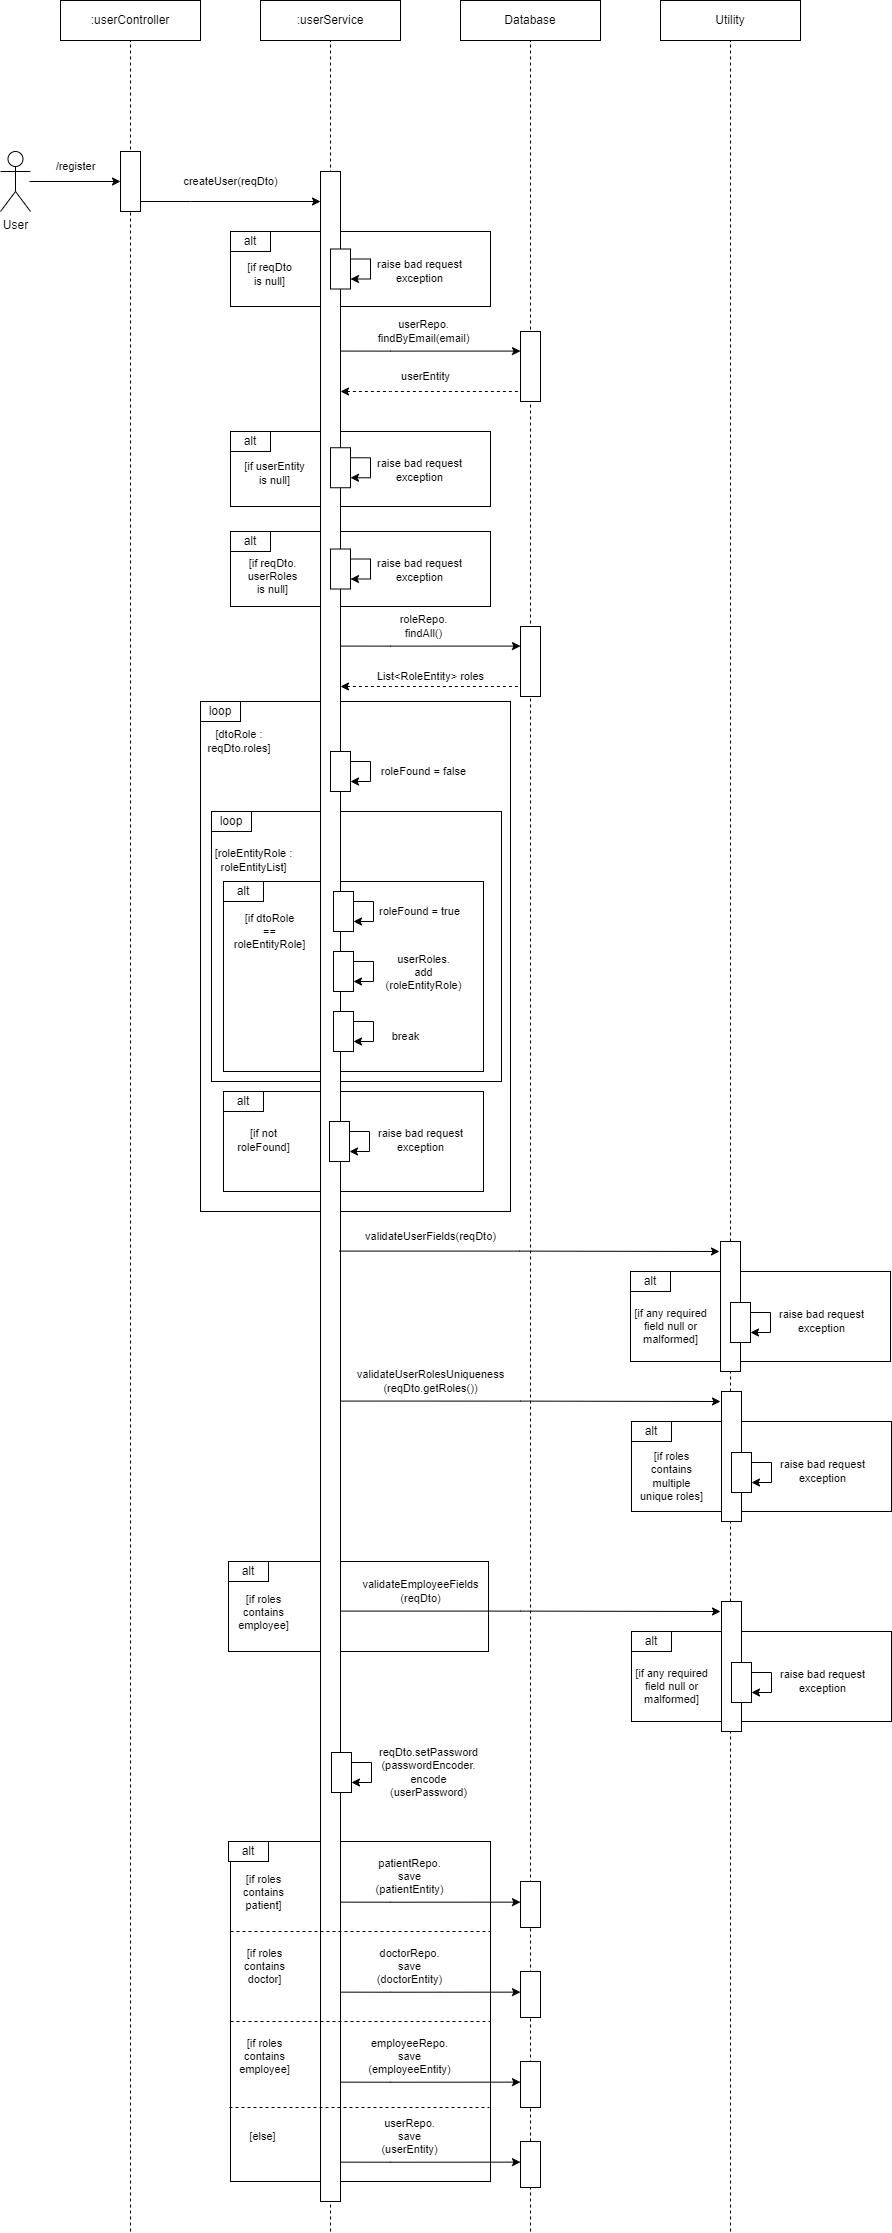 :userController
:userService
Database
Utility
/register
User
createUser(reqDto)
alt
[if reqDto
is null]
raise bad request
exception
userRepo.
findByEmail(email)
userEntity
alt
[if userEntity
is null]
raise bad request
exception
alt
[if reqDto.
userRoles
is null]
raise bad request
exception
roleRepo.
findAll()
List<RoleEntity> roles
loop
[dtoRole :
reqDto.roles]
roleFound = false
loop
[roleEntityRole :
roleEntityList]
alt
[if dtoRole
==
roleEntityRole]
roleFound = true
userRoles.
add
(roleEntityRole)
break
alt
[if not
roleFound]
raise bad request
exception
validateUserFields(reqDto)
alt
[if any required
field null or
malformed]
raise bad request
exception
validateUserRolesUniqueness
(reqDto.getRoles())
alt
[if roles
contains
multiple
unique roles]
raise bad request
exception
alt
[if roles
contains
employee]
validateEmployeeFields
(reqDto)
alt
[if any required
field null or
malformed]
raise bad request
exception
reqDto.setPassword
(passwordEncoder.
encode
(userPassword)
alt
[if roles
contains
patient]
patientRepo.
save
(patientEntity)
[if roles
contains
doctor]
doctorRepo.
save
(doctorEntity)
[if roles
contains
employee]
employeeRepo.
save
(employeeEntity)
[else]
userRepo.
save
(userEntity)